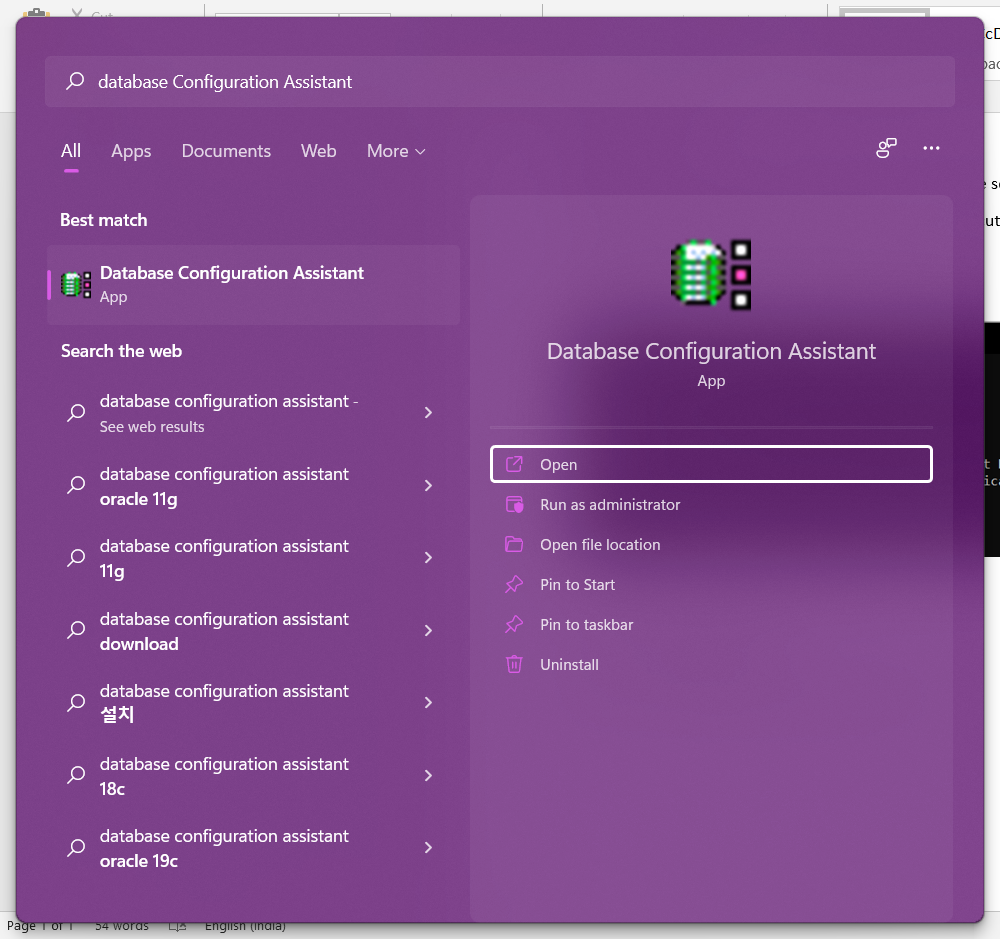 Cut
database Configuration Assistant
All Apps Documents Web More
Best match
Database Configuration Assistant
App
Search the web
database configuration assistant -
See web results
database configuration assistant
oracle 11g
database configuration assistant
11g
database configuration assistant
download
database configuration assistant
설치
database configuration assistant
18c
database configuration assistant
oracle 19c
Database Configuration Assistant
App
Open
Run as administrator
Open file location
Pin to Start
Pin to taskbar
Uninstall
Page 1 of 1 54 words English (India)